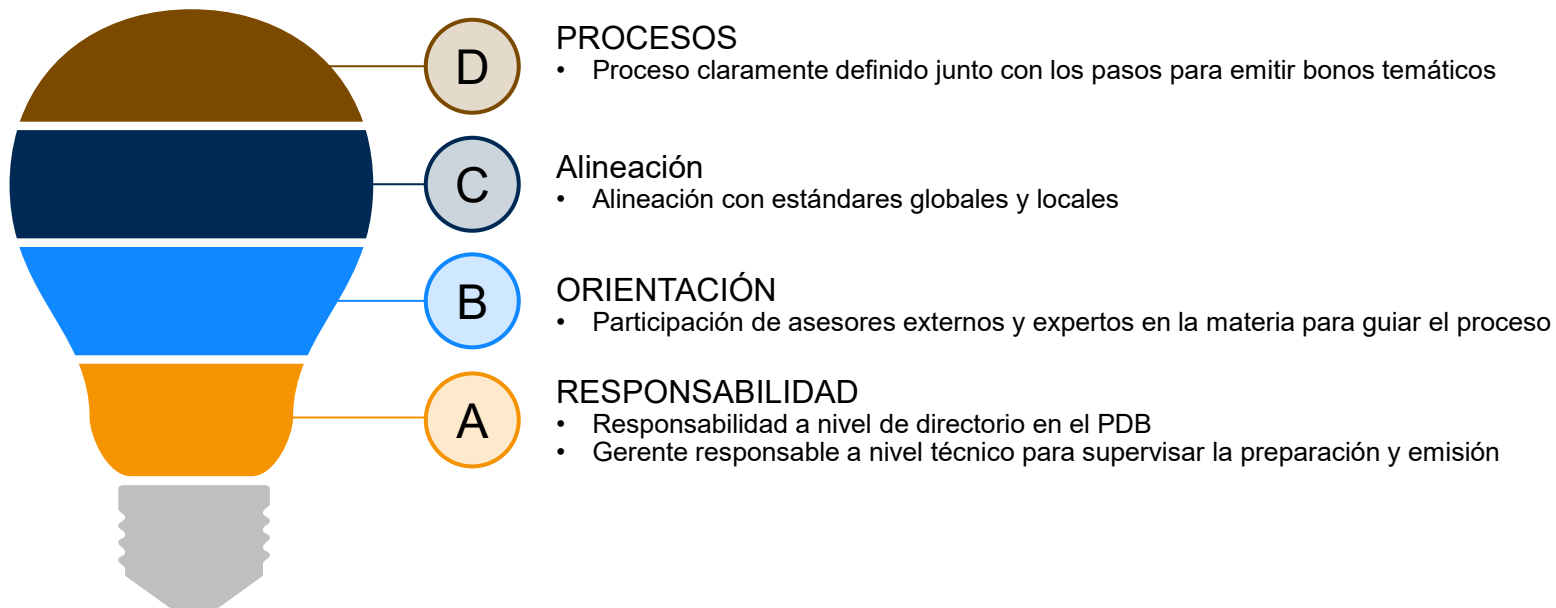 D
PROCESOS
• Proceso claramente definido junto con los pasos para emitir bonos temáticos
C
Alineación
• Alineación con estándares globales y locales
B
ORIENTACIÓN
• Participación de asesores externos y expertos en la materia para guiar el proceso
A
RESPONSABILIDAD
• Responsabilidad a nivel de directorio en el PDB
• Gerente responsable a nivel técnico para supervisar la preparación y emisión